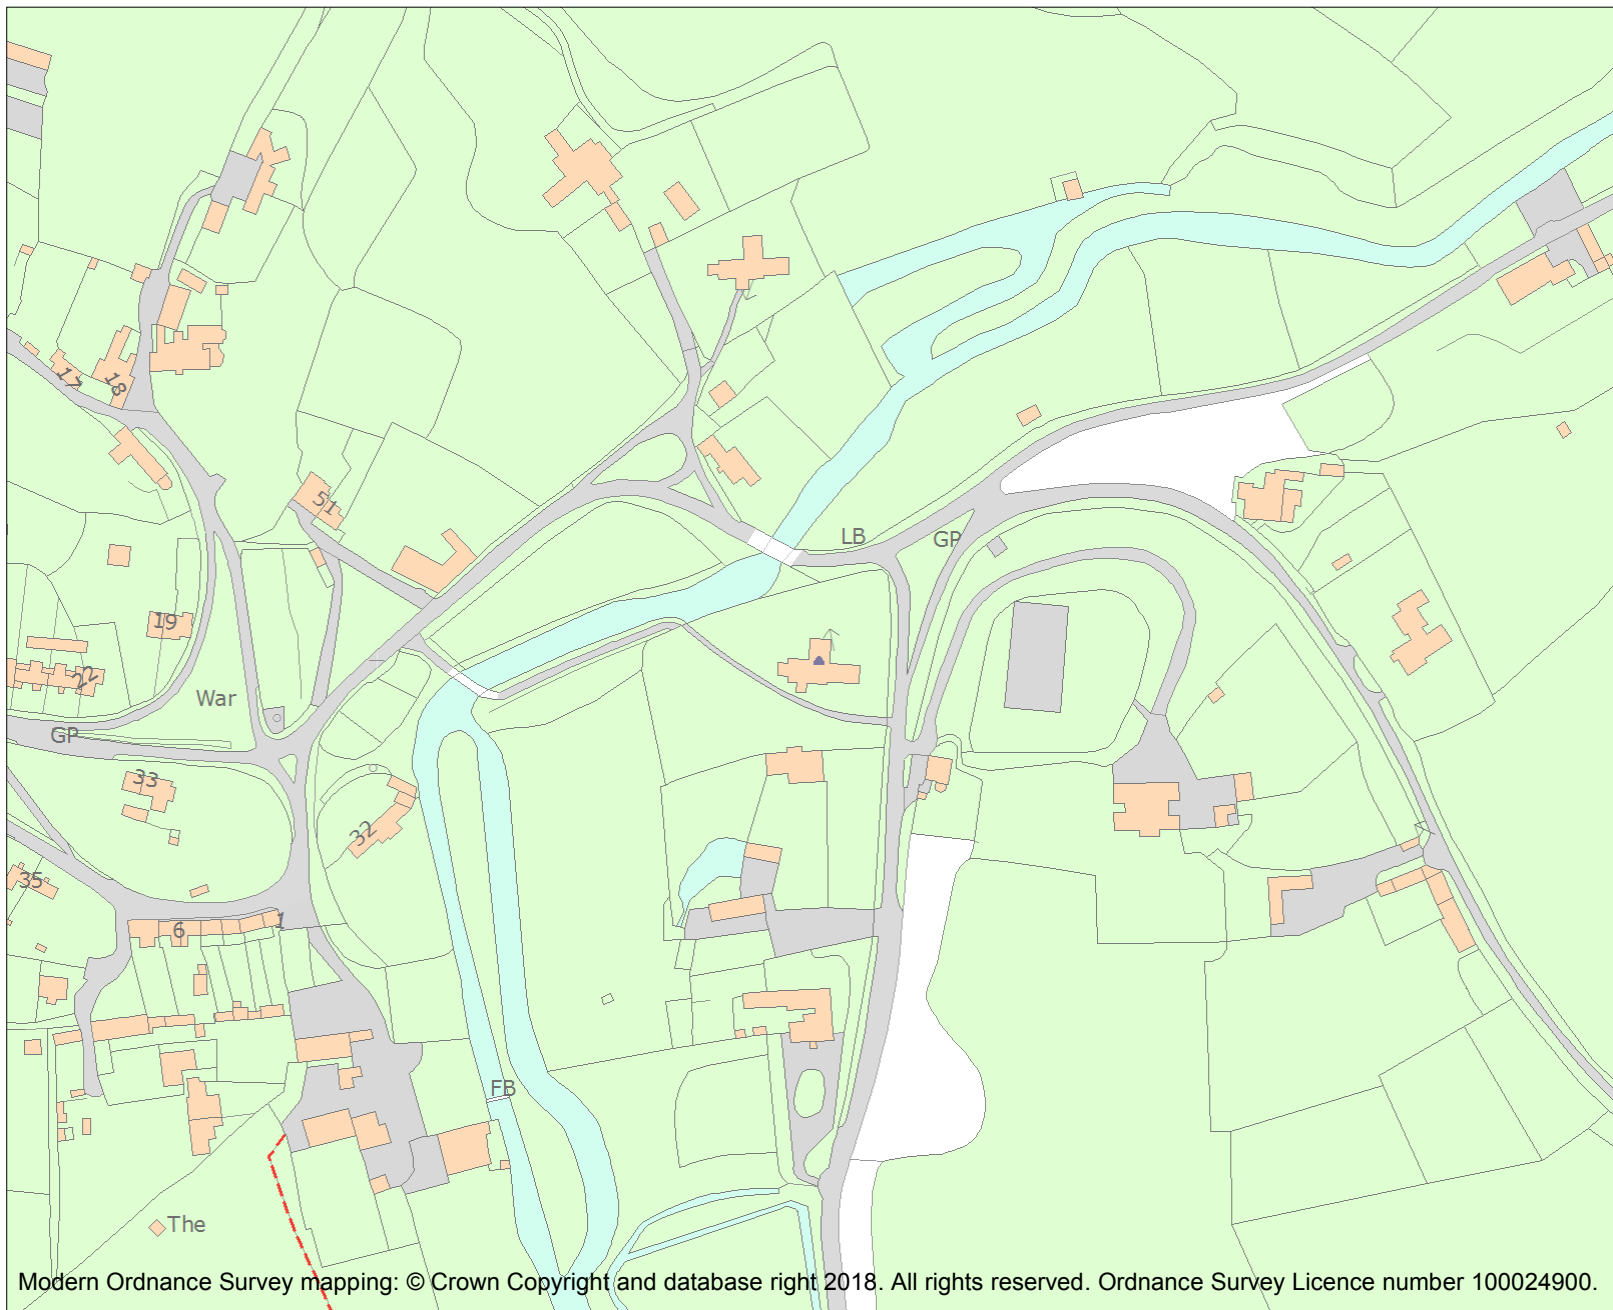 17
18
51
LB
GP
19
22
War
GP
33
32
35
6
1
FB
The
Modern Ordnance Survey mapping: © Crown Copyright and database right 2018. All rights reserved. Ordnance Survey Licence number 100024900.